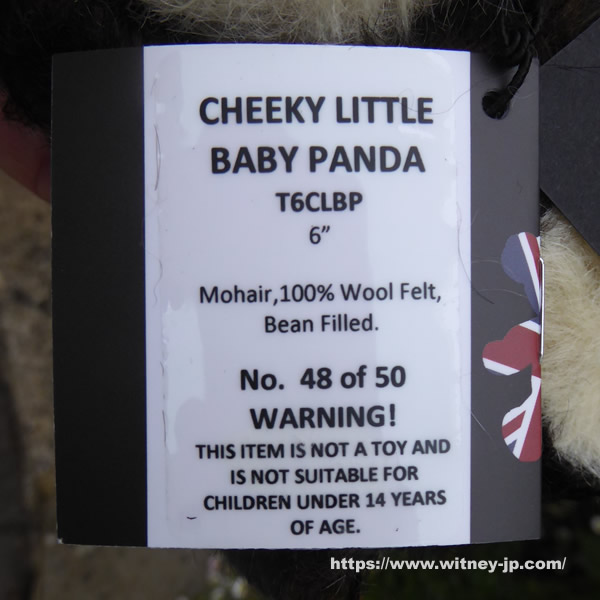 CHEEKY LITTLE
BABY PANDA
T6CLBP
6”
Mohair,100% Wool Felt,
Bean Filled.
No. 48 of 50
WARNING!
THIS ITEM IS NOT A TOY AND
IS NOT SUITABLE FOR
CHILDREN UNDER 14 YEARS
OF AGE.
https://www.witney-jp.com/